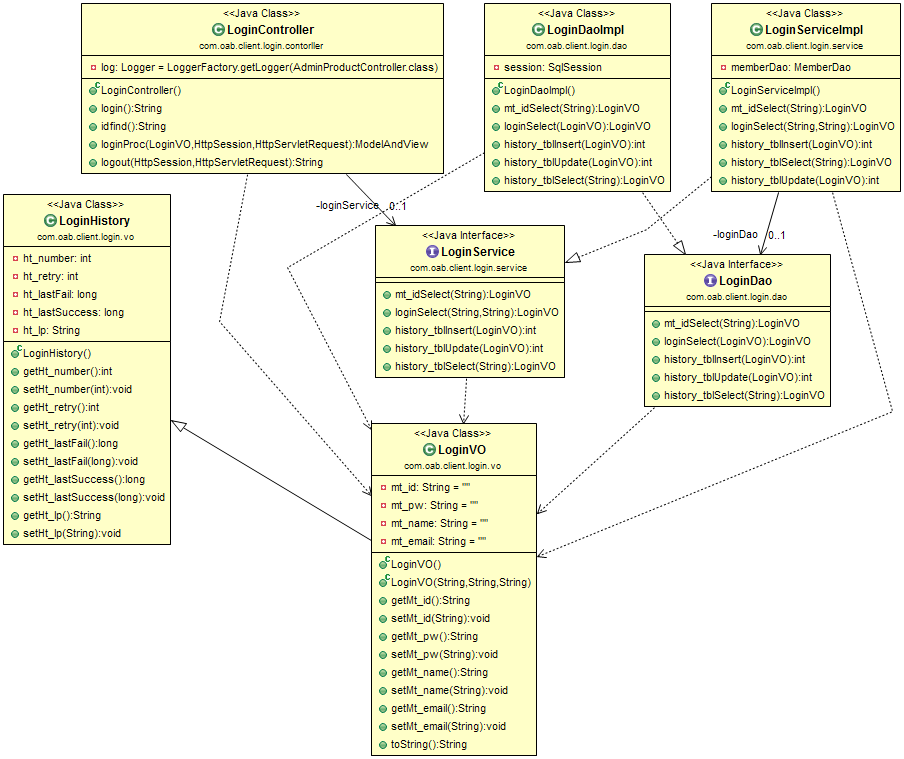 <<Java Class>>
LoginController
com.oab.client.login.contorller
log: Logger = LoggerFactory.getLogger(AdminProductController.class)
LoginController()
login():String
idfind():String
loginProc(LoginVO,HttpSession,HttpServletRequest):ModelAndView
logout(HttpSession,HttpServletRequest):String
<<Java Class>>
LoginDaoImpl
com.oab.client.login.dao
session: SqlSession
LoginDaoImpl()
mt_idSelect(String):LoginVO
loginSelect(LoginVO):LoginVO
history_tblInsert(LoginVO):int
history_tblUpdate(LoginVO):int
history_tblSelect(String):LoginVO
<<Java Class>>
LoginServiceImpl
com.oab.client.login.service
memberDao: MemberDao
LoginServiceImpl()
mt_idSelect(String):LoginVO
loginSelect(String,String):LoginVO
history_tblInsert(LoginVO):int
history_tblSelect(String):LoginVO
history_tblUpdate(LoginVO):int
<<Java Class>>
LoginHistory
com.oab.client.login.vo
ht_number: int
ht_retry: int
ht_lastFail: long
ht_lastSuccess: long
ht_Ip: String
LoginHistory()
getHt_number():int
setHt_number(int):void
getHt_retry():int
setHt_retry(int):void
getHt_lastFail():long
setHt_lastFail(long):void
getHt_lastSuccess():long
setHt_lastSuccess(long):void
getHt_Ip():String
setHt_Ip(String):void
-loginService 0..1
<<Java Interface>>
LoginService
com.oab.client.login.service
mt_idSelect(String):LoginVO
loginSelect(String,String):LoginVO
history_tblInsert(LoginVO):int
history_tblUpdate(LoginVO):int
history_tblSelect(String):LoginVO
-loginDao 0..1
<<Java Interface>>
LoginDao
com.oab.client.login.dao
mt_idSelect(String):LoginVO
loginSelect(LoginVO):LoginVO
history_tblInsert(LoginVO):int
history_tblUpdate(LoginVO):int
history_tblSelect(String):LoginVO
<<Java Class>>
LoginVO
com.oab.client.login.vo
mt_id: String = ""
mt_pw: String = ""
mt_name: String = ""
mt_email: String = ""
LoginVO()
LoginVO(String,String,String)
getMt_id():String
setMt_id(String):void
getMt_pw():String
setMt_pw(String):void
getMt_name():String
setMt_name(String):void
getMt_email():String
setMt_email(String):void
toString():String